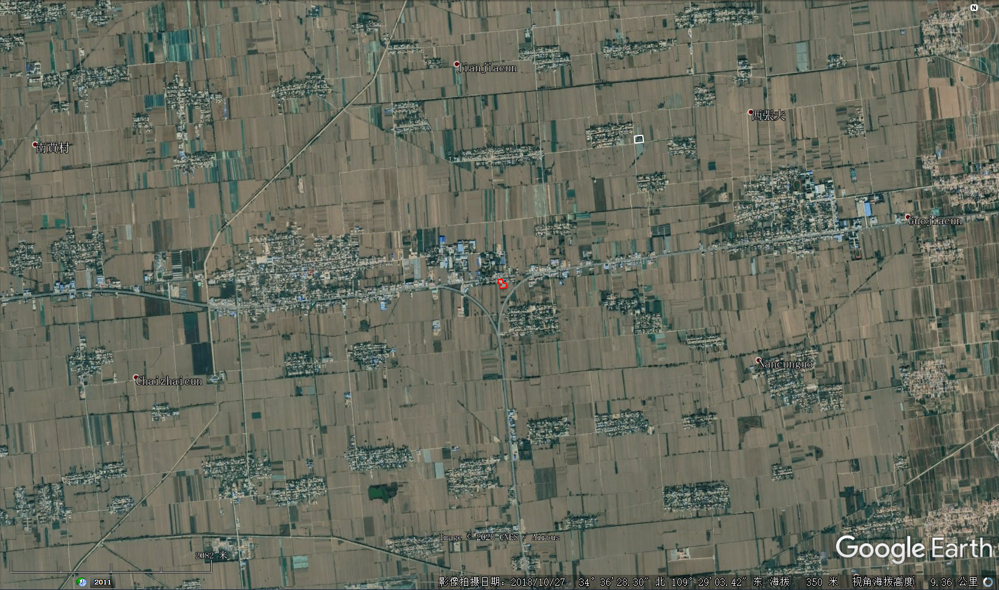 N
Jianjiacun
西張夫
南賈村
Guojiacun
Nancunguo
Chaizhaicun
Image © 2020 CNES / Airbus
Google Earth
2082 米
2011
影像拍摄日期: 2018/10/27 34° 36′28.30″ 北 109° 29′03.42″ 东 海拔 350 米 视角海拔高度 9.36 公里